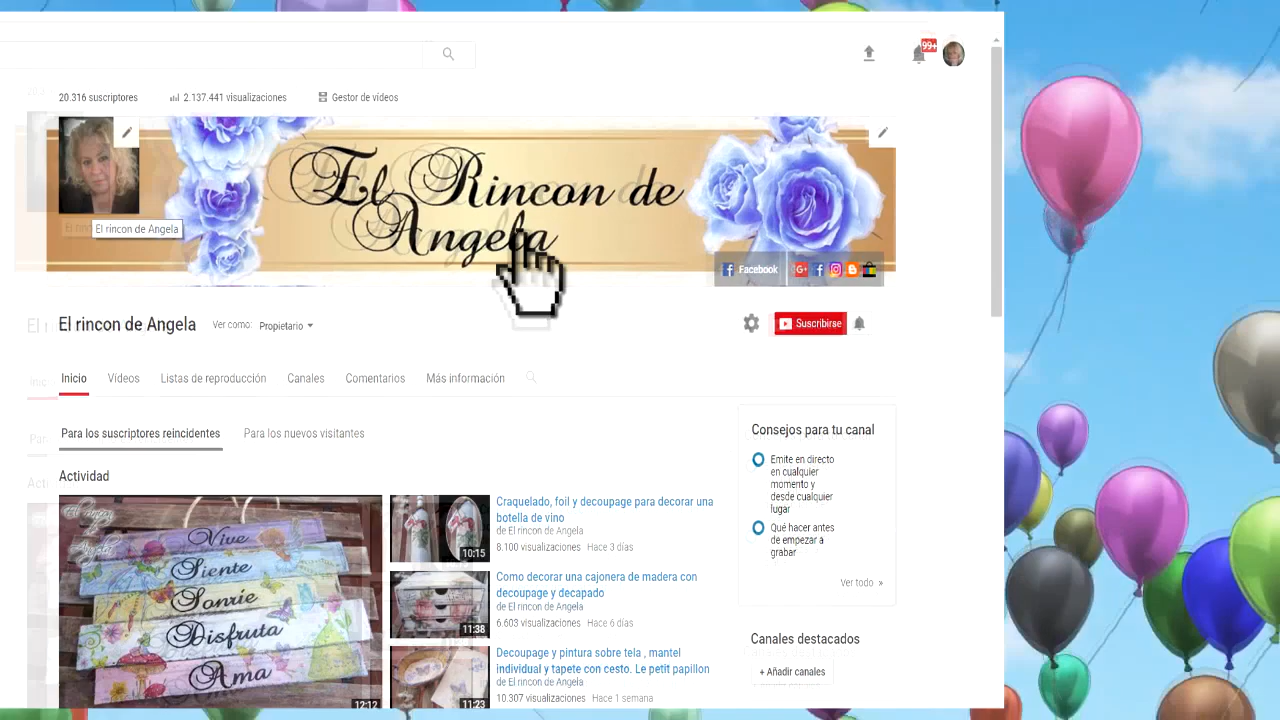 99+
20.316 suscriptores
2.137.441 visualizaciones
Gestor de vídeos
El Rincon de
Angela
El rincon de Angela
Facebook
El rincon de Angela
Ver como: Propietario
Suscribirse
Inicio
Vídeos
Listas de reproducción
Canales
Comentarios
Más información
Para los suscriptores reincidentes
Para los nuevos visitantes
Actividad
Vive
Siente
Sonrie
Disfruta
Ama
12:12
10:15
Craquelado, foil y decoupage para decorar una
botella de vino
de El rincon de Angela
8.100 visualizaciones Hace 3 días
11:38
Como decorar una cajonera de madera con
decoupage y decapado
de El rincon de Angela
6.603 visualizaciones Hace 6 días
11:23
Decoupage y pintura sobre tela , mantel
individual y tapete con cesto. Le petit papillon
de El rincon de Angela
10.307 visualizaciones Hace 1 semana
Consejos para tu canal
Emite en directo
en cualquier
momento y
desde cualquier
lugar
Qué hacer antes
de empezar a
grabar
Ver todo »
Canales destacados
+ Añadir canales